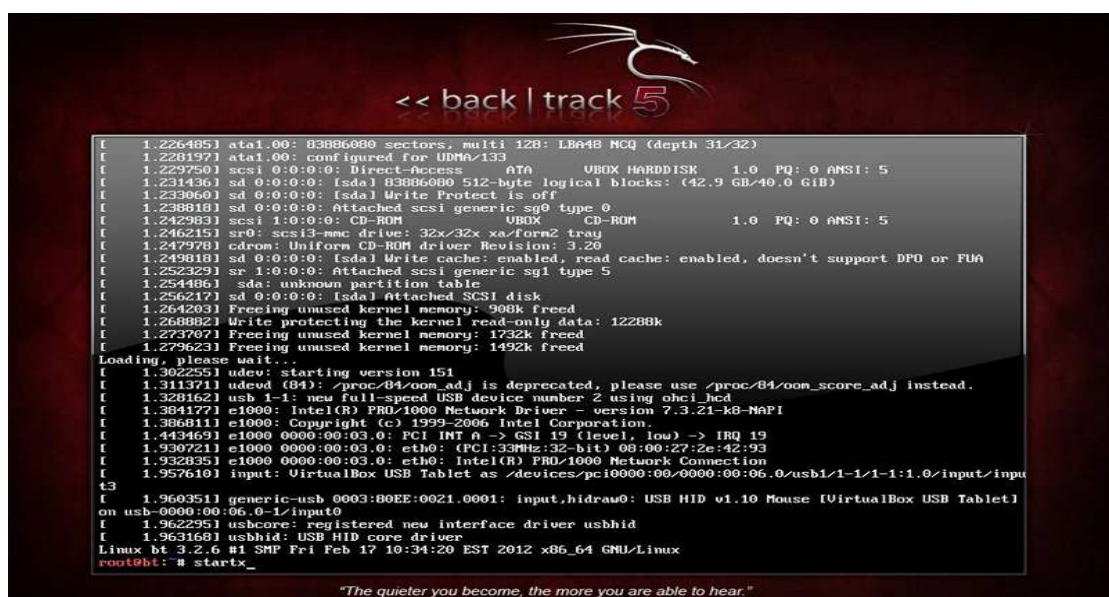 << back | track 5
[    1.226485] ata1.00: 83886080 sectors, multi 128: LBA48 NCQ (depth 31/32)
[    1.228197] ata1.00: configured for UDMA/133
[    1.229750] scsi 0:0:0:0: Direct-Access     ATA      VBOX HARDDISK    1.0  PQ: 0 ANSI: 5
[    1.231436] sd 0:0:0:0: [sda] 83886080 512-byte logical blocks: (42.9 GB/40.0 GiB)
[    1.233060] sd 0:0:0:0: [sda] Write Protect is off
[    1.238818] sd 0:0:0:0: Attached scsi generic sg0 type 0
[    1.242983] scsi 1:0:0:0: CD-ROM            VBOX     CD-ROM           1.0  PQ: 0 ANSI: 5
[    1.246215] sr0: scsi3-mmc drive: 32x/32x xa/form2 tray
[    1.247978] cdrom: Uniform CD-ROM driver Revision: 3.20
[    1.249818] sd 0:0:0:0: [sda] Write cache: enabled, read cache: enabled, doesn't support DPO or FUA
[    1.252329] sr 1:0:0:0: Attached scsi generic sg1 type 5
[    1.254486]  sda: unknown partition table
[    1.256217] sd 0:0:0:0: [sda] Attached SCSI disk
[    1.264203] Freeing unused kernel memory: 908k freed
[    1.268882] Write protecting the kernel read-only data: 12288k
[    1.273707] Freeing unused kernel memory: 1732k freed
[    1.279623] Freeing unused kernel memory: 1492k freed
Loading, please wait...
[    1.302255] udev: starting version 151
[    1.311371] udevd (84): /proc/84/oom_adj is deprecated, please use /proc/84/oom_score_adj instead.
[    1.328162] usb 1-1: new full-speed USB device number 2 using ohci_hcd
[    1.384177] e1000: Intel(R) PRO/1000 Network Driver - version 7.3.21-k8-NAPI
[    1.386811] e1000: Copyright (c) 1999-2006 Intel Corporation.
[    1.443469] e1000 0000:00:03.0: PCI INT A -> GSI 19 (level, low) -> IRQ 19
[    1.930721] e1000 0000:00:03.0: eth0: (PCI:33MHz:32-bit) 08:00:27:2e:42:93
[    1.932835] e1000 0000:00:03.0: eth0: Intel(R) PRO/1000 Network Connection
[    1.957610] input: VirtualBox USB Tablet as /devices/pci0000:00/0000:00:06.0/usb1/1-1/1-1:1.0/input/inpu
t3
[    1.960351] generic-usb 0003:80EE:0021.0001: input,hidraw0: USB HID v1.10 Mouse [VirtualBox USB Tablet]
on usb-0000:00:06.0-1/input0
[    1.962295] usbcore: registered new interface driver usbhid
[    1.963168] usbhid: USB HID core driver
Linux bt 3.2.6 #1 SMP Fri Feb 17 10:34:20 EST 2012 x86_64 GNU/Linux
root@bt:~# startx_
"The quieter you become, the more you are able to hear."